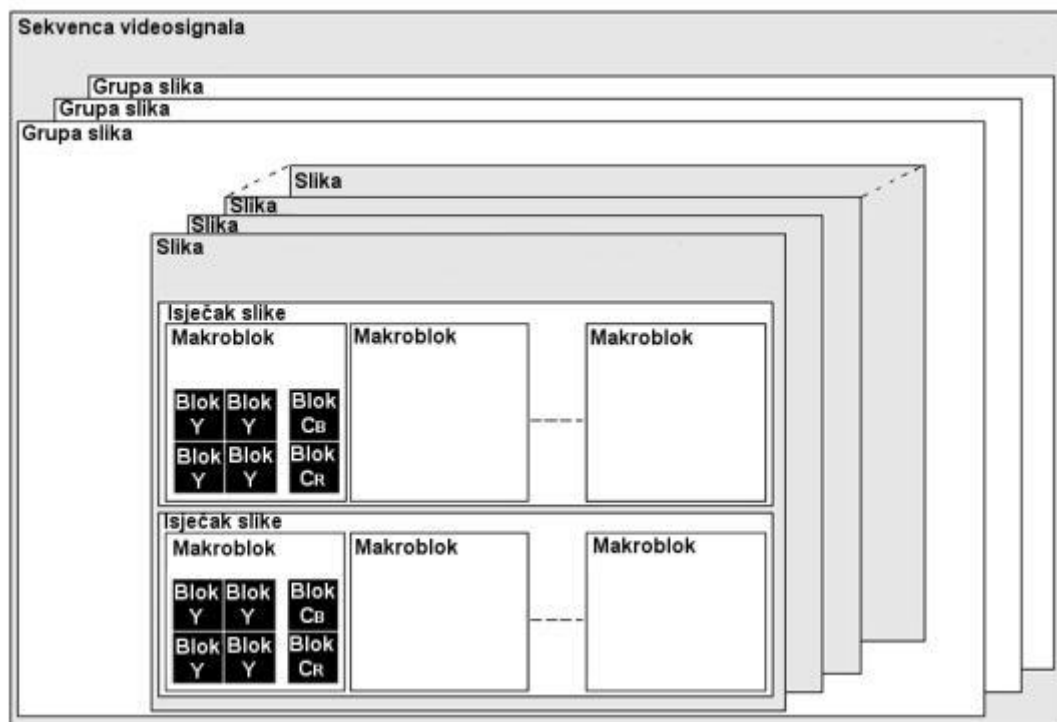 Sekvenca videosignala
Grupa slika
Grupa slika
Grupa slika
Slika
Slika
Slika
Slika
Isječak slike
Makroblok Makroblok Makroblok
Blok Blok Blok
Y Y CB
Blok Blok Blok
Y Y CR
Isječak slike
Makroblok Makroblok Makroblok
Blok Blok Blok
Y Y CB
Blok Blok Blok
Y Y CR